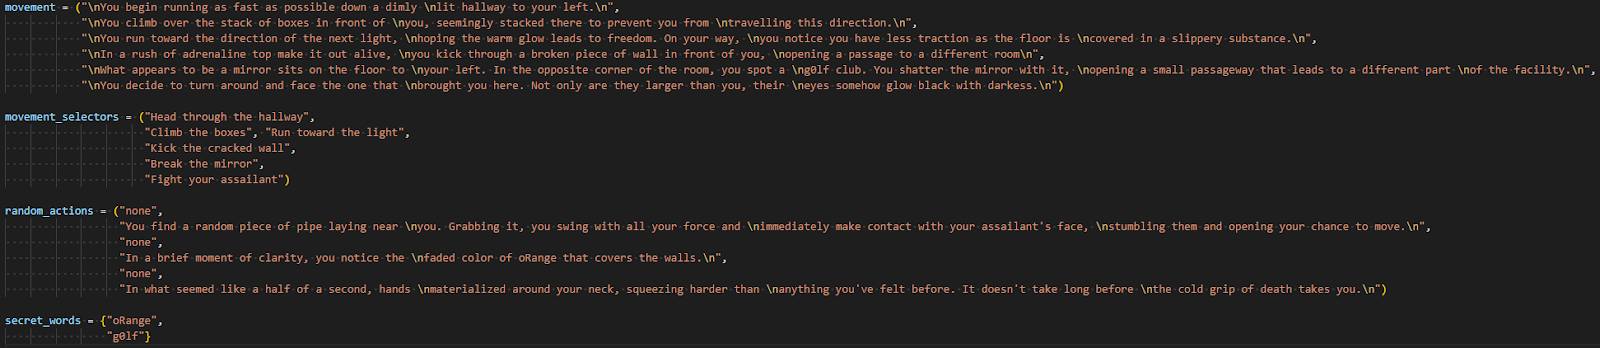 movement = ("\nYou begin running as fast as possible down a dimly \nlit hallway to your left.\n",
"\nYou climb over the stack of boxes in front of \nyou, seemingly stacked there to prevent you from \ntravelling this direction.\n",
"\nYou run toward the direction of the next light, \nhoping the warm glow leads to freedom. On your way, \nyou notice you have less traction as the floor is \ncovered in a slippery substance.\n",
"\nIn a rush of adrenaline top make it out alive, \nyou kick through a broken piece of wall in front of you, \nopening a passage to a different room\n",
"\nWhat appears to be a mirror sits on the floor to \nyour left. In the opposite corner of the room, you spot a \ng0lf club. You shatter the mirror with it, \nopening a small passageway that leads to a different part \nof the facility.\n",
"\nYou decide to turn around and face the one that \nbrought you here. Not only are they larger than you, their \neyes somehow glow black with darkess.\n")
movement_selectors = ("Head through the hallway",
"Climb the boxes", "Run toward the light",
"Kick the cracked wall",
"Break the mirror",
"Fight your assailant")
random_actions = ("none",
"You find a random piece of pipe laying near \nyou. Grabbing it, you swing with all your force and \nimmediately make contact with your assailant's face, \nstumbling them and opening your chance to move.\n",
"none",
"In a brief moment of clarity, you notice the \nfaded color of oRange that covers the walls.\n",
"none",
"In what seemed like a half of a second, hands \nmaterialized around your neck, squeezing harder than \nanything you've felt before. It doesn't take long before \nthe cold grip of death takes you.\n")
secret_words = {"oRange",
"g0lf"}